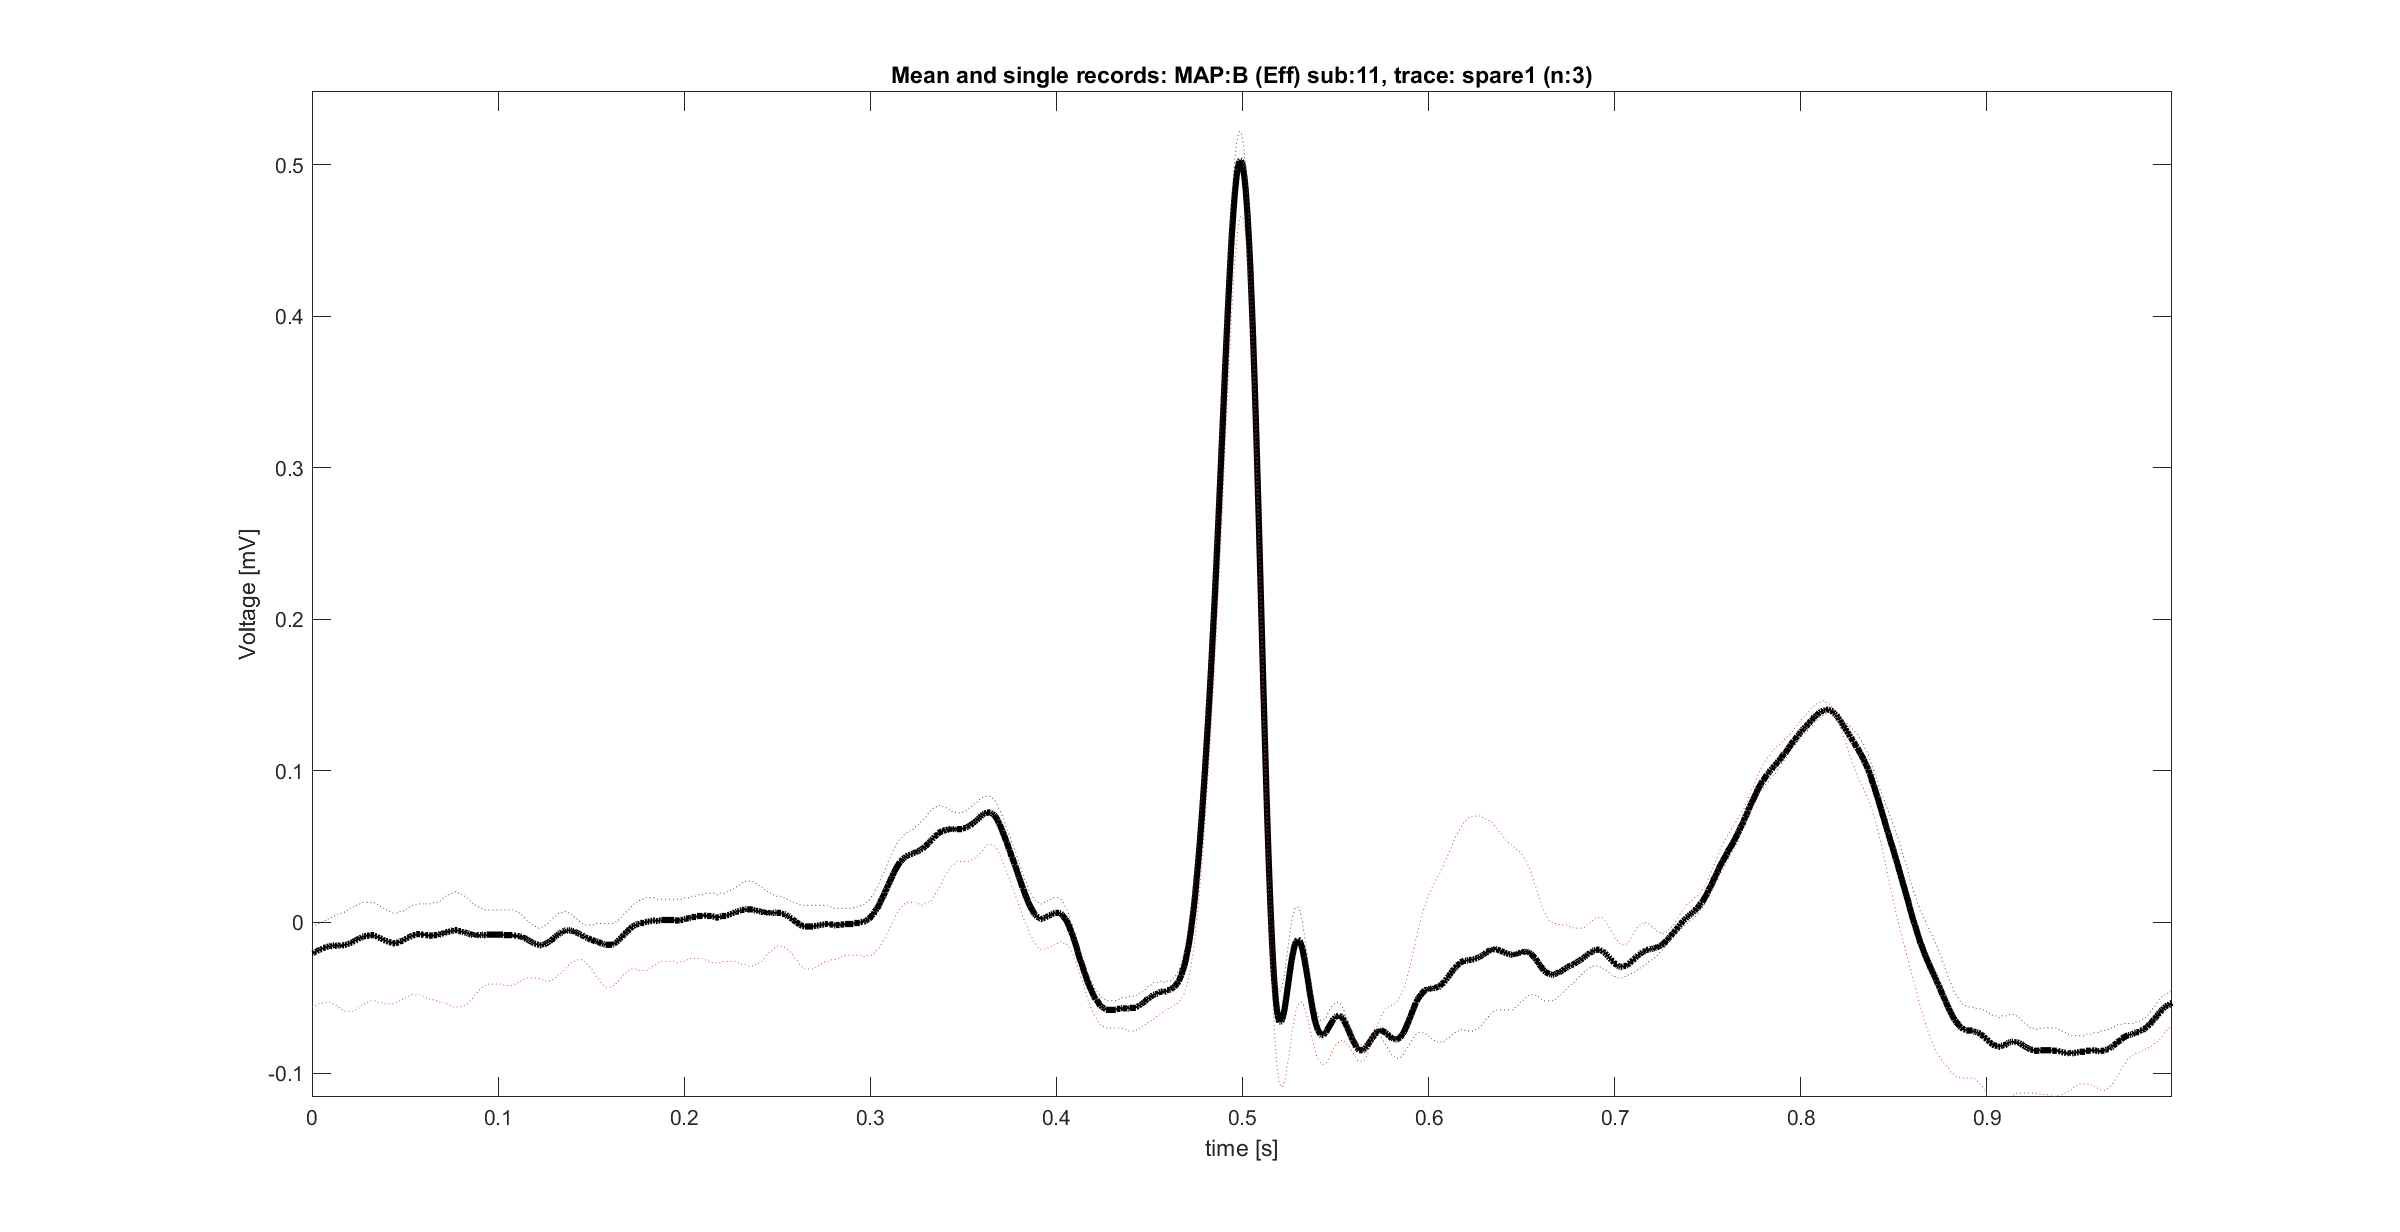 Mean and single records: MAP:B (Eff) sub:11, trace: spare1 (n:3)
0.5
0.4
0.3
0.2
0.1
0
-0.1
Voltage [mV]
0 0.1 0.2 0.3 0.4 0.5 0.6 0.7 0.8 0.9
time [s]